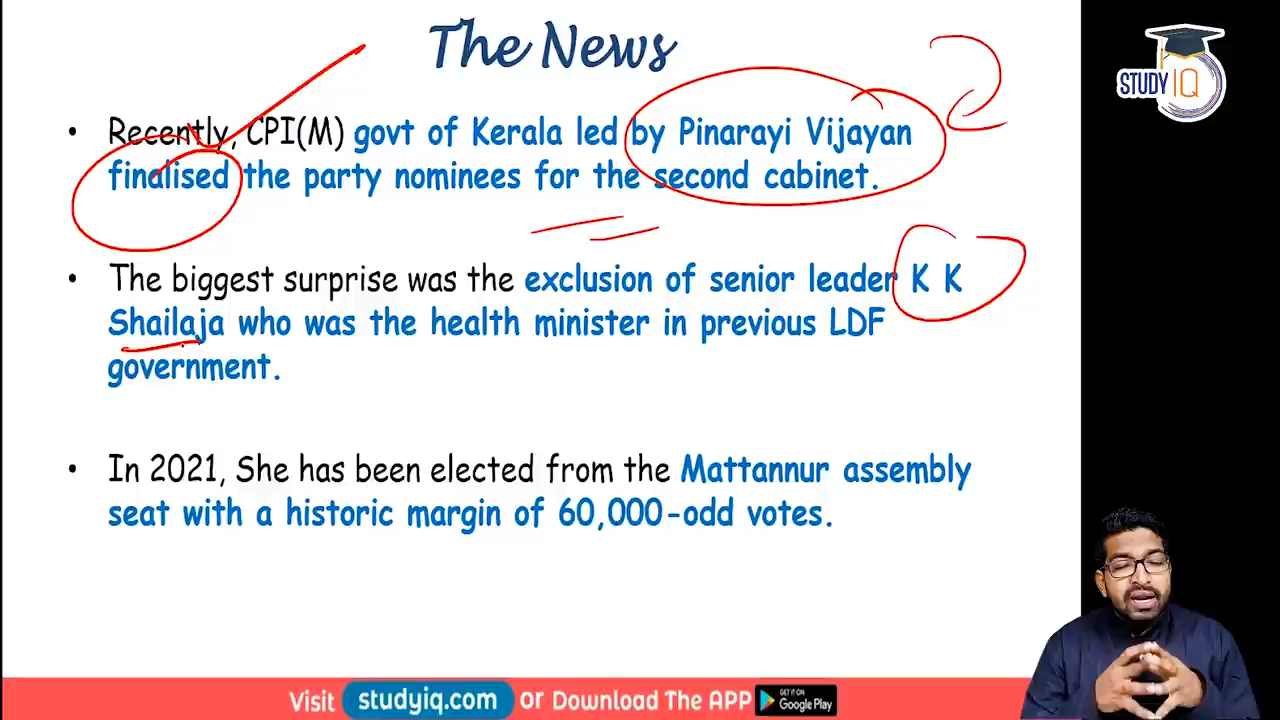 The News
STUDY IQ
• Recently, CPI(M) govt of Kerala led by Pinarayi Vijayan
finalised the party nominees for the second cabinet.
• The biggest surprise was the exclusion of senior leader K K
Shailaja who was the health minister in previous LDF
government.
• In 2021, She has been elected from the Mattannur assembly
seat with a historic margin of 60,000-odd votes.
Visit studyiq.com or Download The APP GET IT ON Google Play